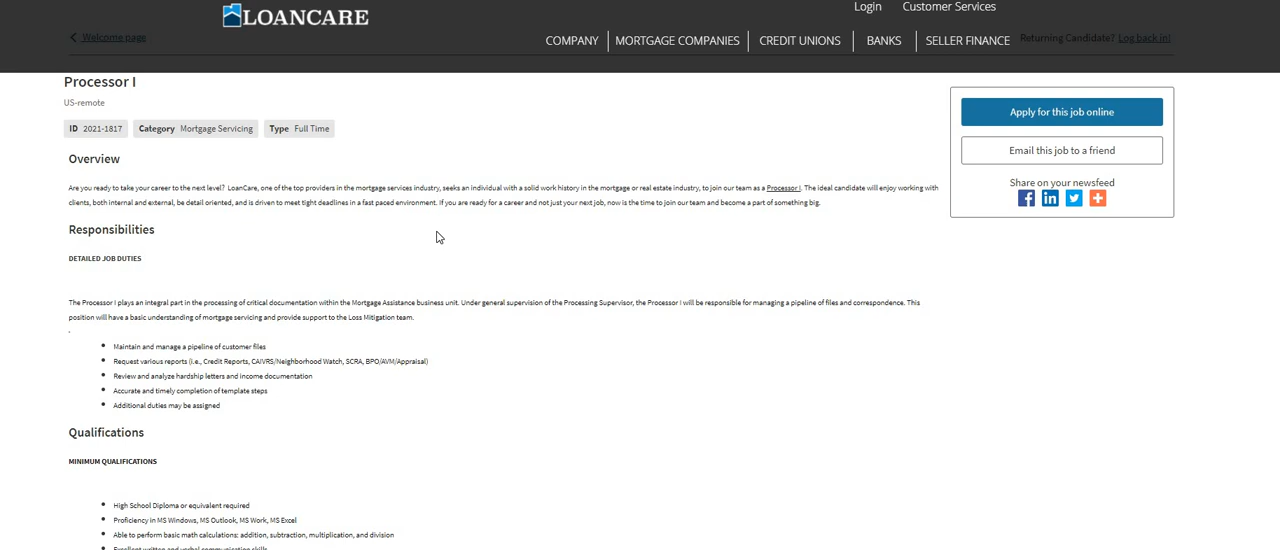 LOANCARE
Login Customer Services
Welcome page
COMPANY MORTGAGE COMPANIES CREDIT UNIONS BANKS SELLER FINANCE
Returning Candidate? Log back in!
Processor I
US-remote
ID 2021-1817 Category Mortgage Servicing Type Full Time
Apply for this job online
Email this job to a friend
Share on your newsfeed
Overview
Are you ready to take your career to the next level? LoanCare, one of the top providers in the mortgage services industry, seeks an individual with a solid work history in the mortgage or real estate industry, to join our team as a Processor I. The ideal candidate will enjoy working with
clients, both internal and external, be detail oriented, and is driven to meet tight deadlines in a fast paced environment. If you are ready for a career and not just your next job, now is the time to join our team and become a part of something big.
Responsibilities
DETAILED JOB DUTIES
The Processor I plays an integral part in the processing of critical documentation within the Mortgage Assistance business unit. Under general supervision of the Processing Supervisor, the Processor I will be responsible for managing a pipeline of files and correspondence. This
position will have a basic understanding of mortgage servicing and provide support to the Loss Mitigation team.
.
Maintain and manage a pipeline of customer files
Request various reports (i.e., Credit Reports, CAIVRS/Neighborhood Watch, SCRA, BPO/AVM/Appraisal)
Review and analyze hardship letters and income documentation
Accurate and timely completion of template steps
Additional duties may be assigned
Qualifications
MINIMUM QUALIFICATIONS
High School Diploma or equivalent required
Proficiency in MS Windows, MS Outlook, MS Work, MS Excel
Able to perform basic math calculations: addition, subtraction, multiplication, and division
Excellent written and verbal communication skills